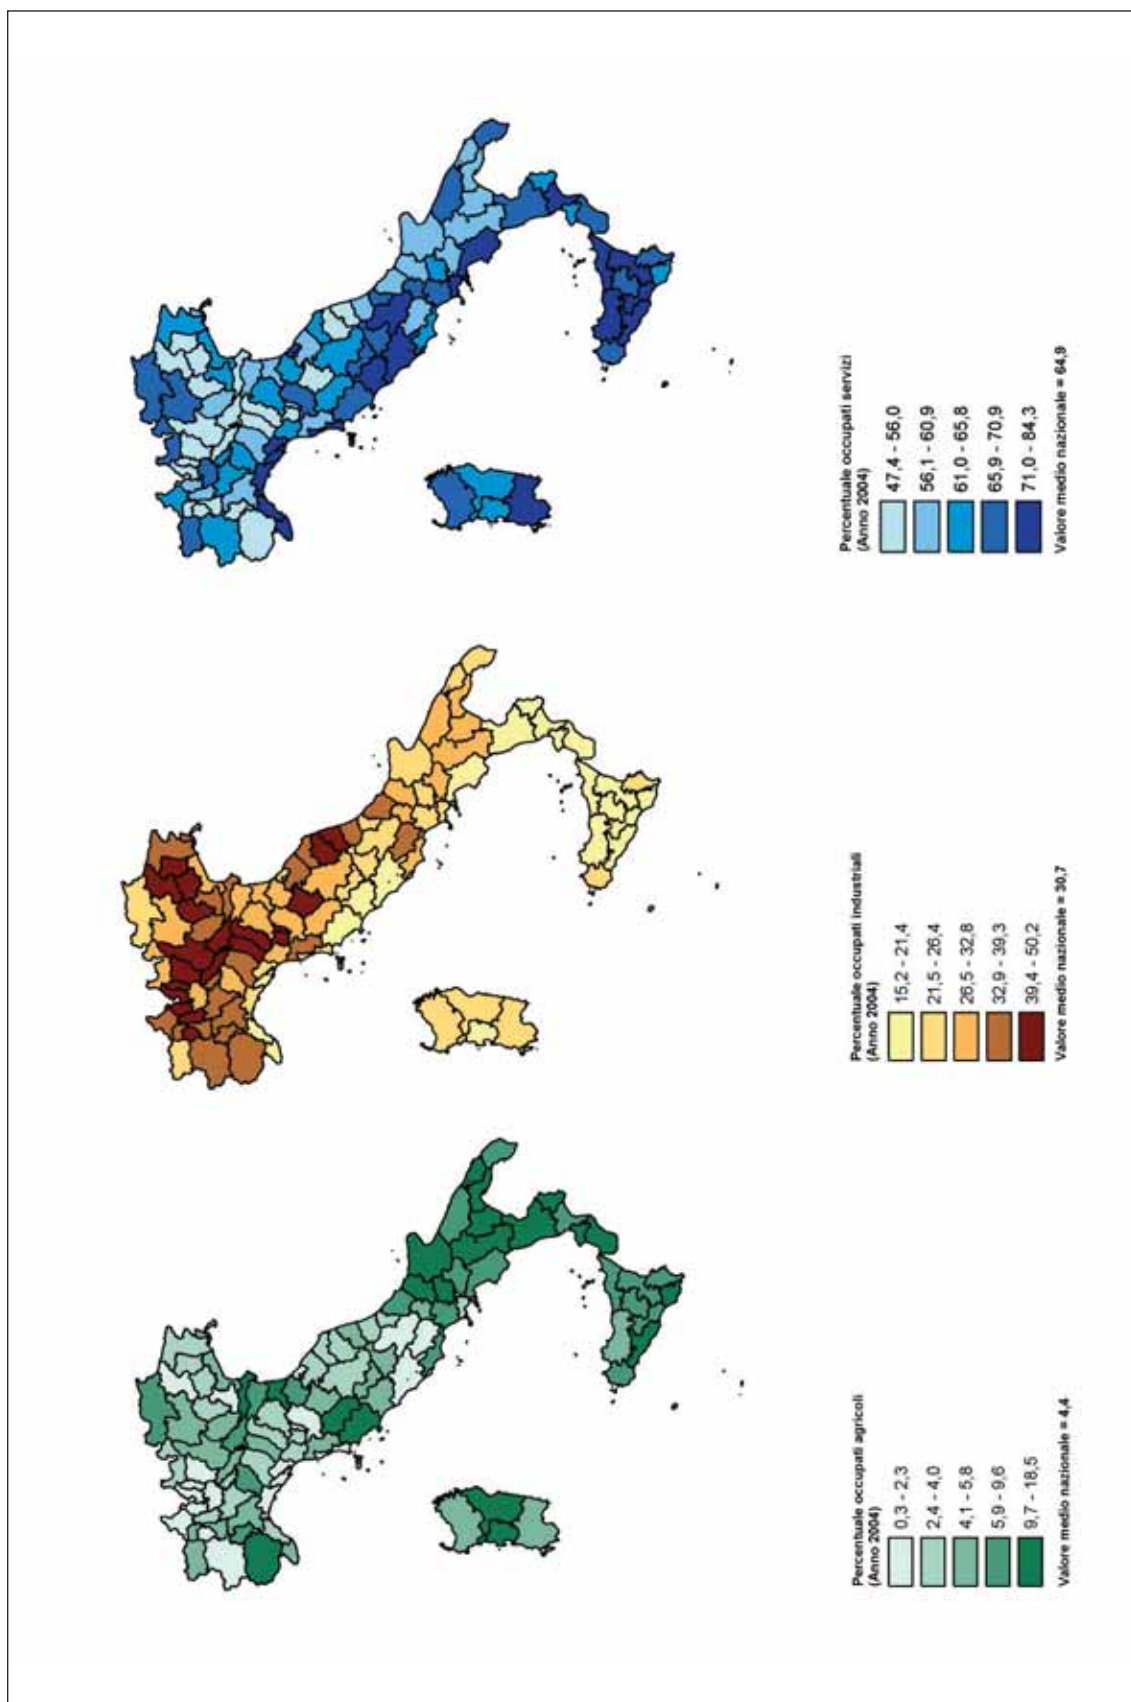 Percentuale occupati agricoli
(Anno 2004)
0,3 - 2,3
2,4 - 4,0
4,1 - 5,8
5,9 - 9,6
9,7 - 18,5
Valore medio nazionale = 4,4
Percentuale occupati industriali
(Anno 2004)
15,2 - 21,4
21,5 - 26,4
26,5 - 32,8
32,9 - 39,3
39,4 - 50,2
Valore medio nazionale = 30,7
Percentuale occupati servizi
(Anno 2004)
47,4 - 56,0
56,1 - 60,9
61,0 - 65,8
65,9 - 70,9
71,0 - 84,3
Valore medio nazionale = 64,9